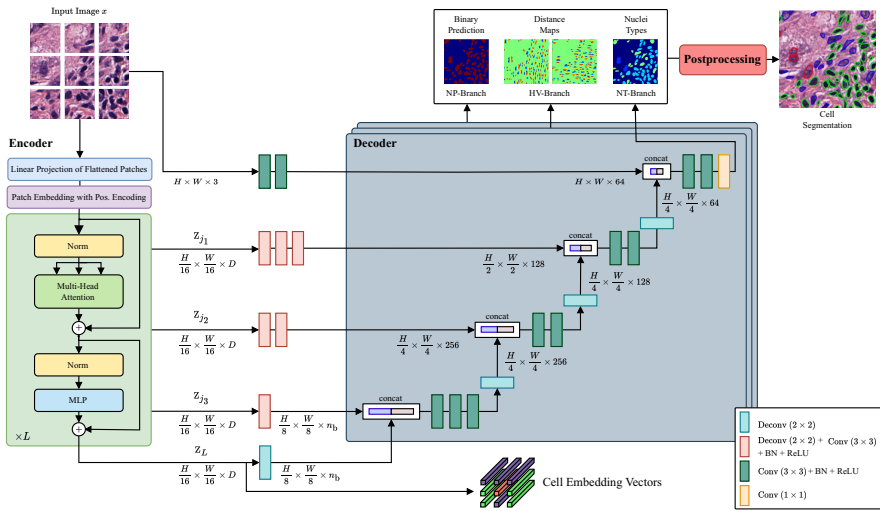 Input Image x
Binary Prediction
Distance Maps
Nuclei Types
NP-Branch
HV-Branch
NT-Branch
Postprocessing
Cell Segmentation
Encoder
Linear Projection of Flattened Patches
Patch Embedding with Pos. Encoding
Norm
Multi-Head Attention
+
Norm
MLP
+
×L
Decoder
H × W × 3
H × W × 64
concat
H/4 × W/4 × 64
Z_{j_1}
H/16 × W/16 × D
H/2 × W/2 × 128
concat
H/4 × W/4 × 128
Z_{j_2}
H/16 × W/16 × D
H/4 × W/4 × 256
concat
H/4 × W/4 × 256
Z_{j_3}
H/16 × W/16 × D
H/8 × W/8 × n_b
concat
Z_L
H/16 × W/16 × D
H/8 × W/8 × n_b
Cell Embedding Vectors
Deconv (2 × 2)
Deconv (2 × 2) + Conv (3 × 3)
+ BN + ReLU
Conv (3 × 3) + BN + ReLU
Conv (1 × 1)